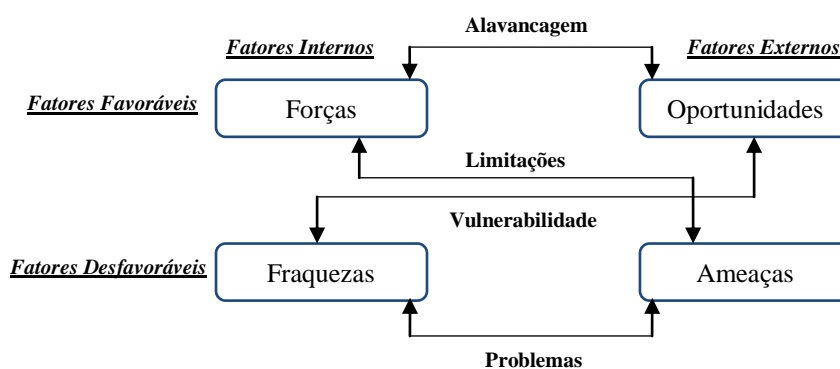 Alavancagem
Fatores Internos
Fatores Externos
Fatores Favoráveis
Forças
Oportunidades
Limitações
Vulnerabilidade
Fatores Desfavoráveis
Fraquezas
Ameaças
Problemas